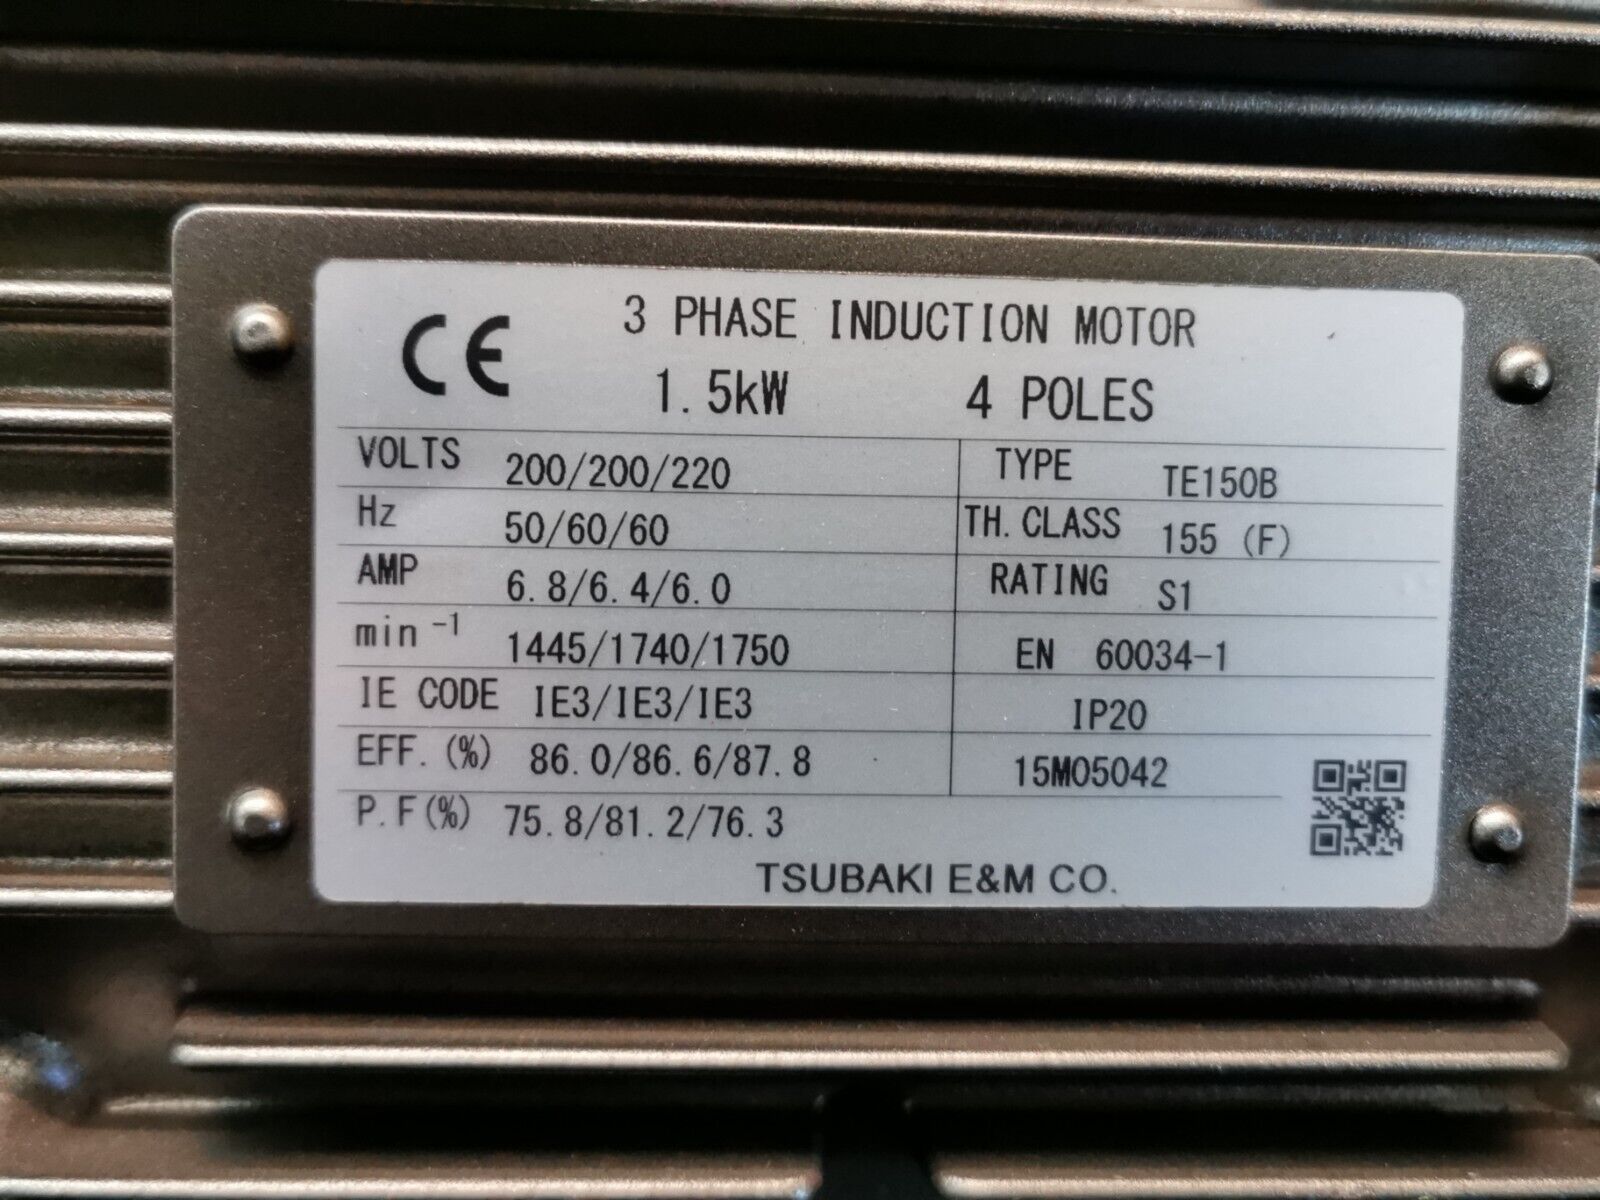 CE 3 PHASE INDUCTION MOTOR
1.5kW 4 POLES
VOLTS 200/200/220 TYPE TE150B
Hz 50/60/60 TH. CLASS 155 (F)
AMP 6.8/6.4/6.0 RATING S1
min⁻¹ 1445/1740/1750 EN 60034-1
IE CODE IE3/IE3/IE3 IP20
EFF. (%) 86.0/86.6/87.8 15M05042
P.F(%) 75.8/81.2/76.3
TSUBAKI E&M CO.